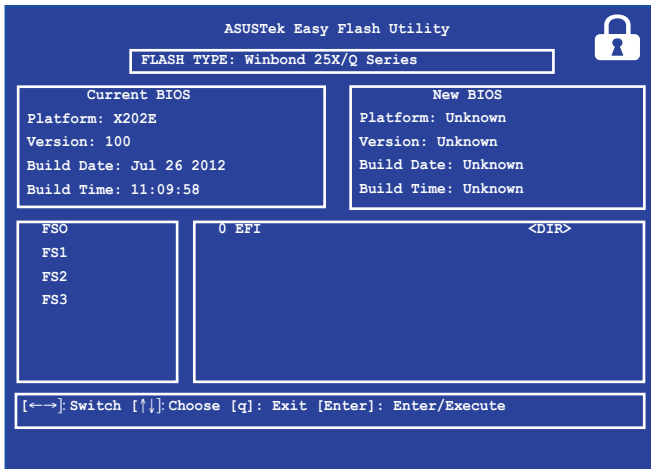 ASUSTek Easy Flash Utility
FLASH TYPE: Winbond 25X/Q Series
Current BIOS
Platform: X202E
Version: 100
Build Date: Jul 26 2012
Build Time: 11:09:58
New BIOS
Platform: Unknown
Version: Unknown
Build Date: Unknown
Build Time: Unknown
FSO
FS1
FS2
FS3
0 EFI <DIR>
[←→]: Switch [↑↓]: Choose [q]: Exit [Enter]: Enter/Execute